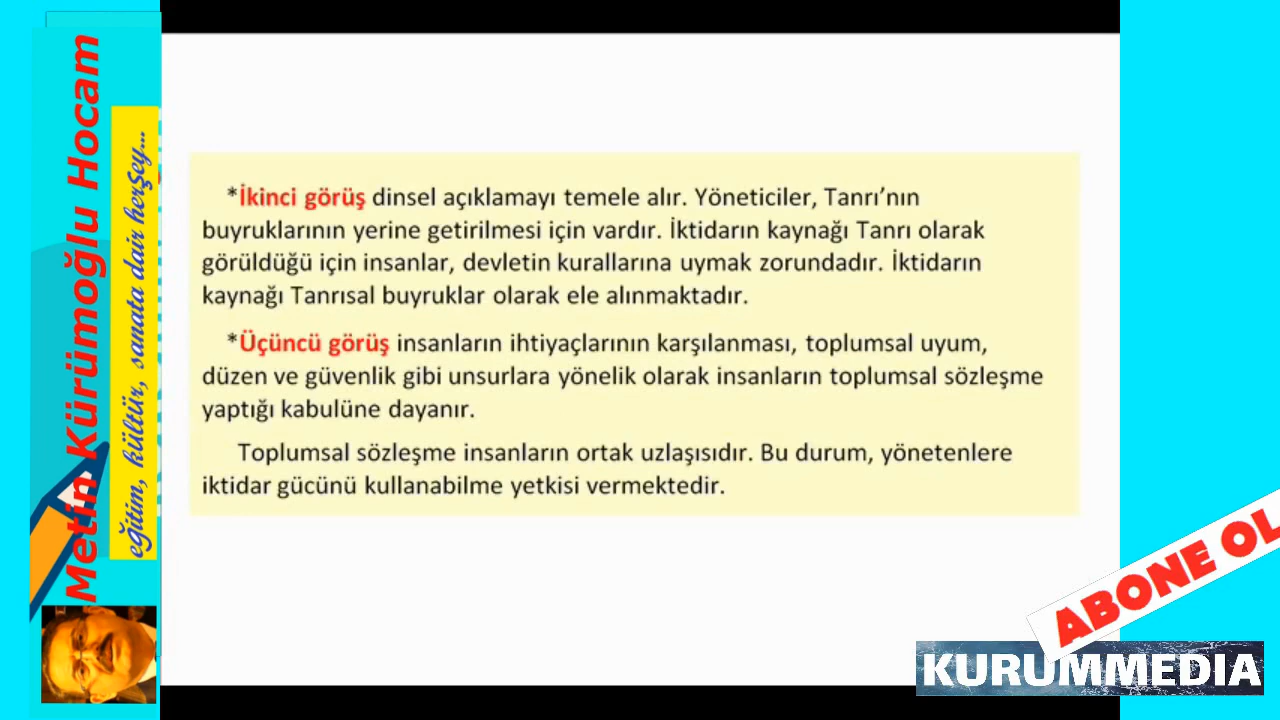 Metin Kürümoğlu Hocam
eğitim, kültür, sanata dair herşey...
*İkinci görüş dinsel açıklamayı temele alır. Yöneticiler, Tanrı’nın
buyruklarının yerine getirilmesi için vardır. İktidarın kaynağı Tanrı olarak
görüldüğü için insanlar, devletin kurallarına uymak zorundadır. İktidarın
kaynağı Tanrısal buyruklar olarak ele alınmaktadır.
*Üçüncü görüş insanların ihtiyaçlarının karşılanması, toplumsal uyum,
düzen ve güvenlik gibi unsurlara yönelik olarak insanların toplumsal sözleşme
yaptığı kabulüne dayanır.
Toplumsal sözleşme insanların ortak uzlaşısıdır. Bu durum, yönetenlere
iktidar gücünü kullanabilme yetkisi vermektedir.
ABONE OL
KURUMMEDIA